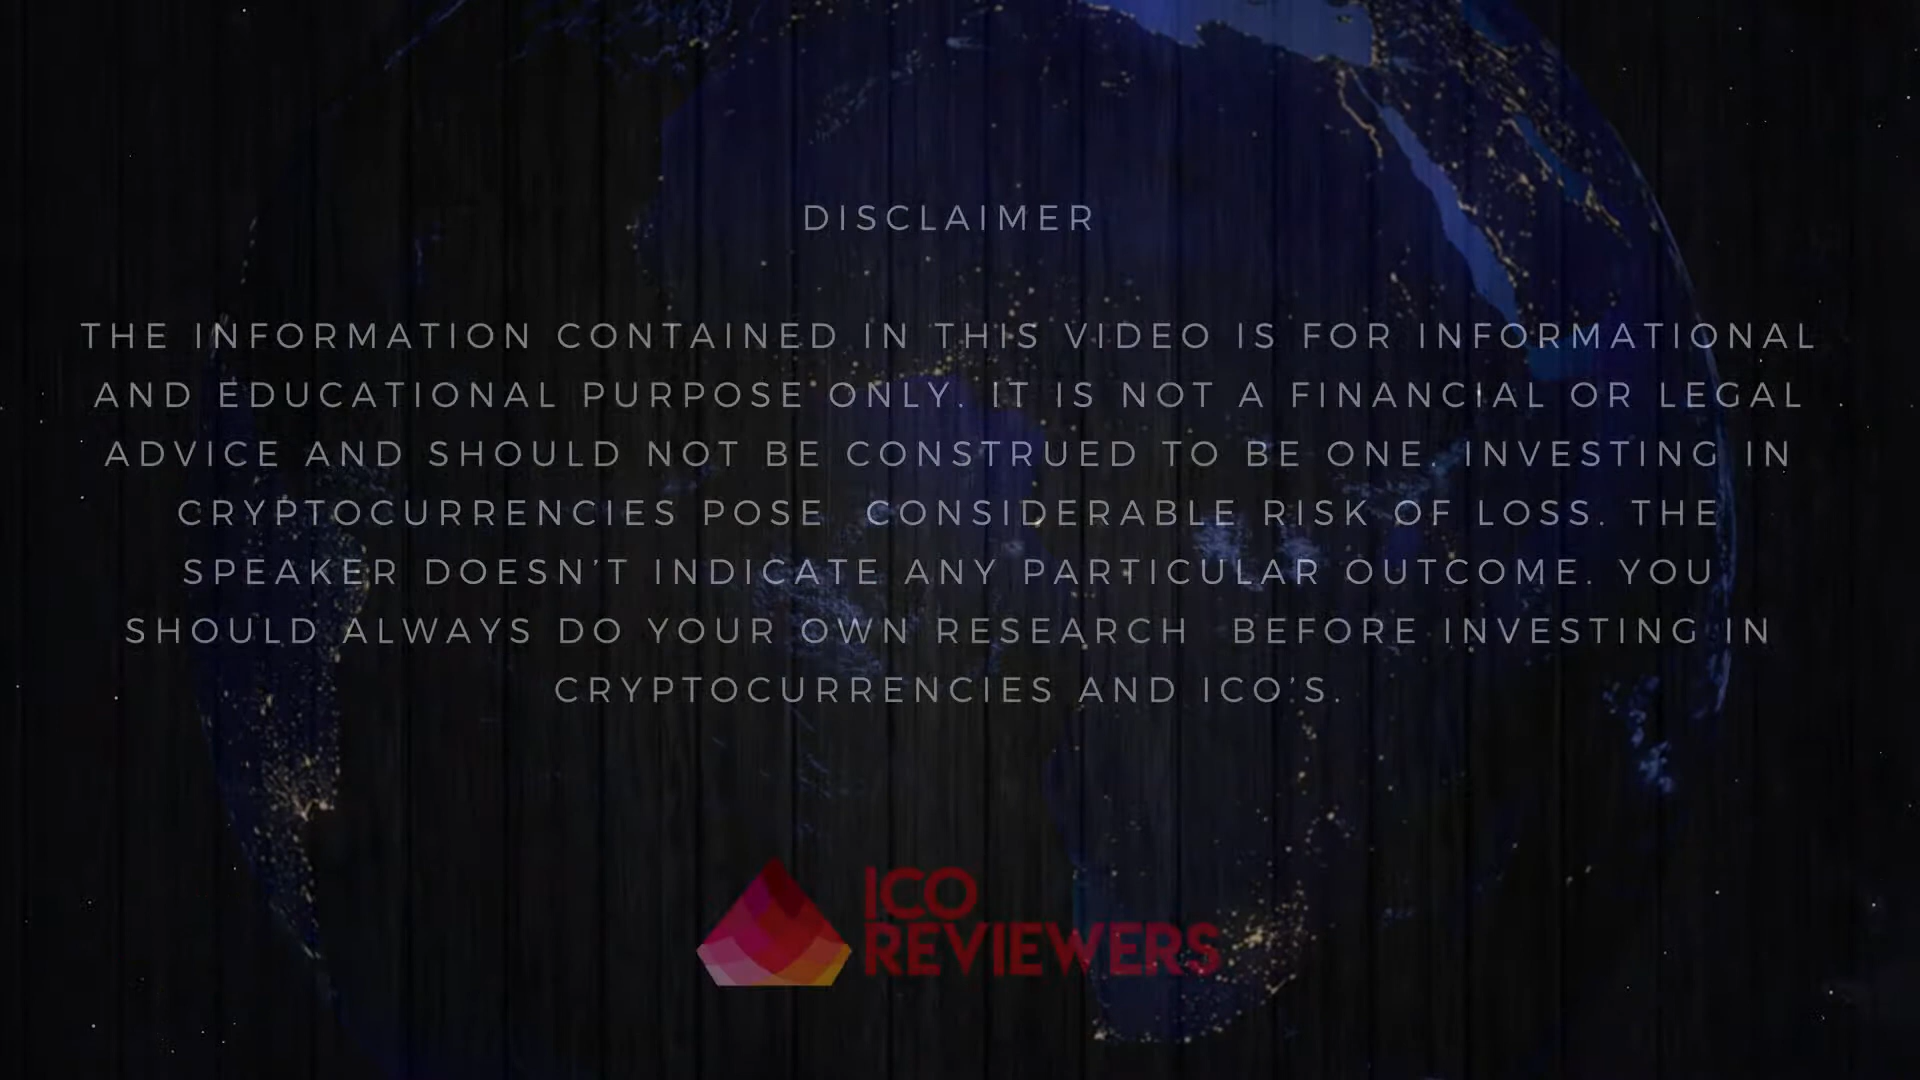 DISCLAIMER
THE INFORMATION CONTAINED IN THIS VIDEO IS FOR INFORMATIONAL
AND EDUCATIONAL PURPOSE ONLY. IT IS NOT A FINANCIAL OR LEGAL
ADVICE AND SHOULD NOT BE CONSTRUED TO BE ONE. INVESTING IN
CRYPTOCURRENCIES POSE CONSIDERABLE RISK OF LOSS. THE
SPEAKER DOESN'T INDICATE ANY PARTICULAR OUTCOME. YOU
SHOULD ALWAYS DO YOUR OWN RESEARCH BEFORE INVESTING IN
CRYPTOCURRENCIES AND ICO'S.
ICO
REVIEWERS